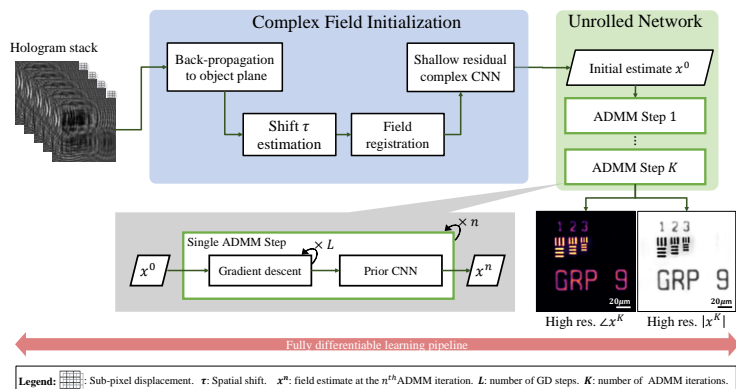 Complex Field Initialization
Unrolled Network
Hologram stack
Back-propagation
to object plane
Shift τ
estimation
Field
registration
Shallow residual
complex CNN
Initial estimate x⁰
ADMM Step 1
⋮
ADMM Step K
× n
Single ADMM Step
× L
x⁰
Gradient descent
Prior CNN
xⁿ
1 2 3
GRP 9
20μm
1 2 3
GRP 9
20μm
High res. ∠xᴷ
High res. |xᴷ|
Fully differentiable learning pipeline
Legend: : Sub-pixel displacement. τ: Spatial shift. xⁿ: field estimate at the nᵗʰ ADMM iteration. L: number of GD steps. K: number of ADMM iterations.